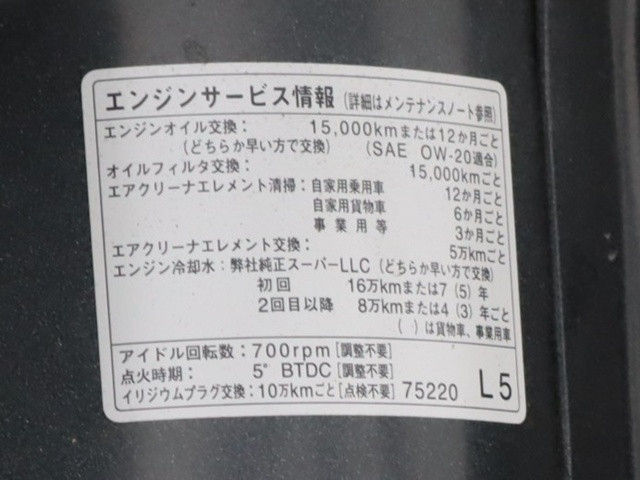 エンジンサービス情報 (詳細はメンテナンスノート参照)
エンジンオイル交換: 15,000kmまたは12か月ごと
(どちらか早い方で交換) (SAE 0W-20適合)
オイルフィルタ交換: 15,000kmごと
エアクリーナエレメント清掃:自家用乗用車 12か月ごと
自家用貨物車 6か月ごと
事業用等 3か月ごと
エアクリーナエレメント交換: 5万kmごと
エンジン冷却水:弊社純正スーパーLLC (どちらか早い方で交換)
初回 16万kmまたは7 (5) 年
2回目以降 8万kmまたは4 (3) 年ごと
( )は貨物車、事業用車
アイドル回転数:700rpm [調整不要]
点火時期: 5° BTDC [調整不要]
イリジウムプラグ交換:10万kmごと[点検不要] 75220 L5